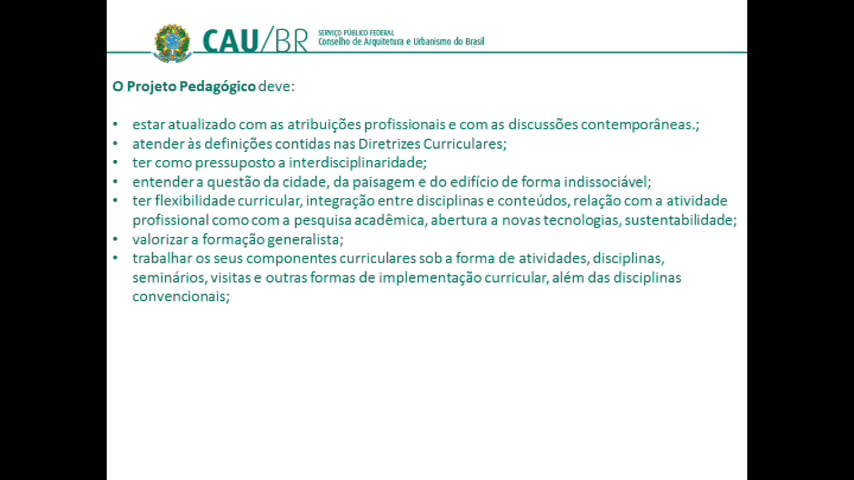 CAU/BR
SERVIÇO PÚBLICO FEDERAL
Conselho de Arquitetura e Urbanismo do Brasil
O Projeto Pedagógico deve:
• estar atualizado com as atribuições profissionais e com as discussões contemporâneas.;
• atender às definições contidas nas Diretrizes Curriculares;
• ter como pressuposto a interdisciplinaridade;
• entender a questão da cidade, da paisagem e do edifício de forma indissociável;
• ter flexibilidade curricular, integração entre disciplinas e conteúdos, relação com a atividade
profissional como com a pesquisa acadêmica, abertura a novas tecnologias, sustentabilidade;
• valorizar a formação generalista;
• trabalhar os seus componentes curriculares sob a forma de atividades, disciplinas,
seminários, visitas e outras formas de implementação curricular, além das disciplinas
convencionais;